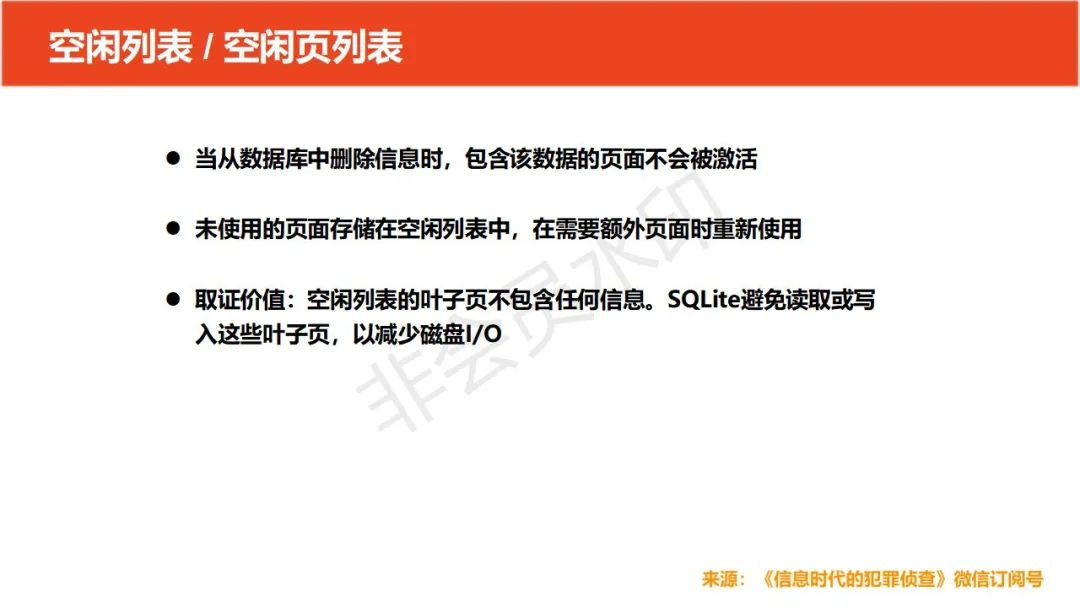 空闲列表 / 空闲页列表
● 当从数据库中删除信息时，包含该数据的页面不会被激活
● 未使用的页面存储在空闲列表中，在需要额外页面时重新使用
● 取证价值：空闲列表的叶子页不包含任何信息。SQLite避免读取或写
入这些叶子页，以减少磁盘I/O
非会员水印
来源：《信息时代的犯罪侦查》微信订阅号